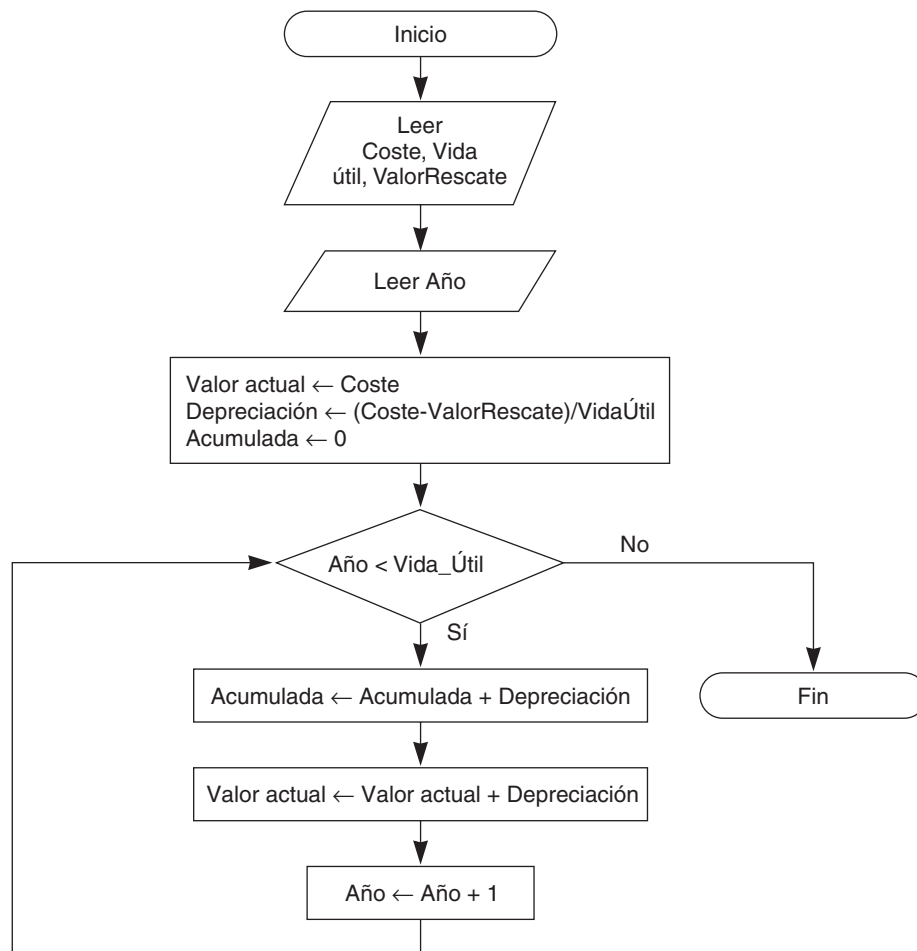 Inicio
Leer
Coste, Vida
útil, ValorRescate
Leer Año
Valor actual ← Coste
Depreciación ← (Coste-ValorRescate)/VidaÚtil
Acumulada ← 0
Año < Vida_Útil
No
Sí
Acumulada ← Acumulada + Depreciación
Fin
Valor actual ← Valor actual + Depreciación
Año ← Año + 1